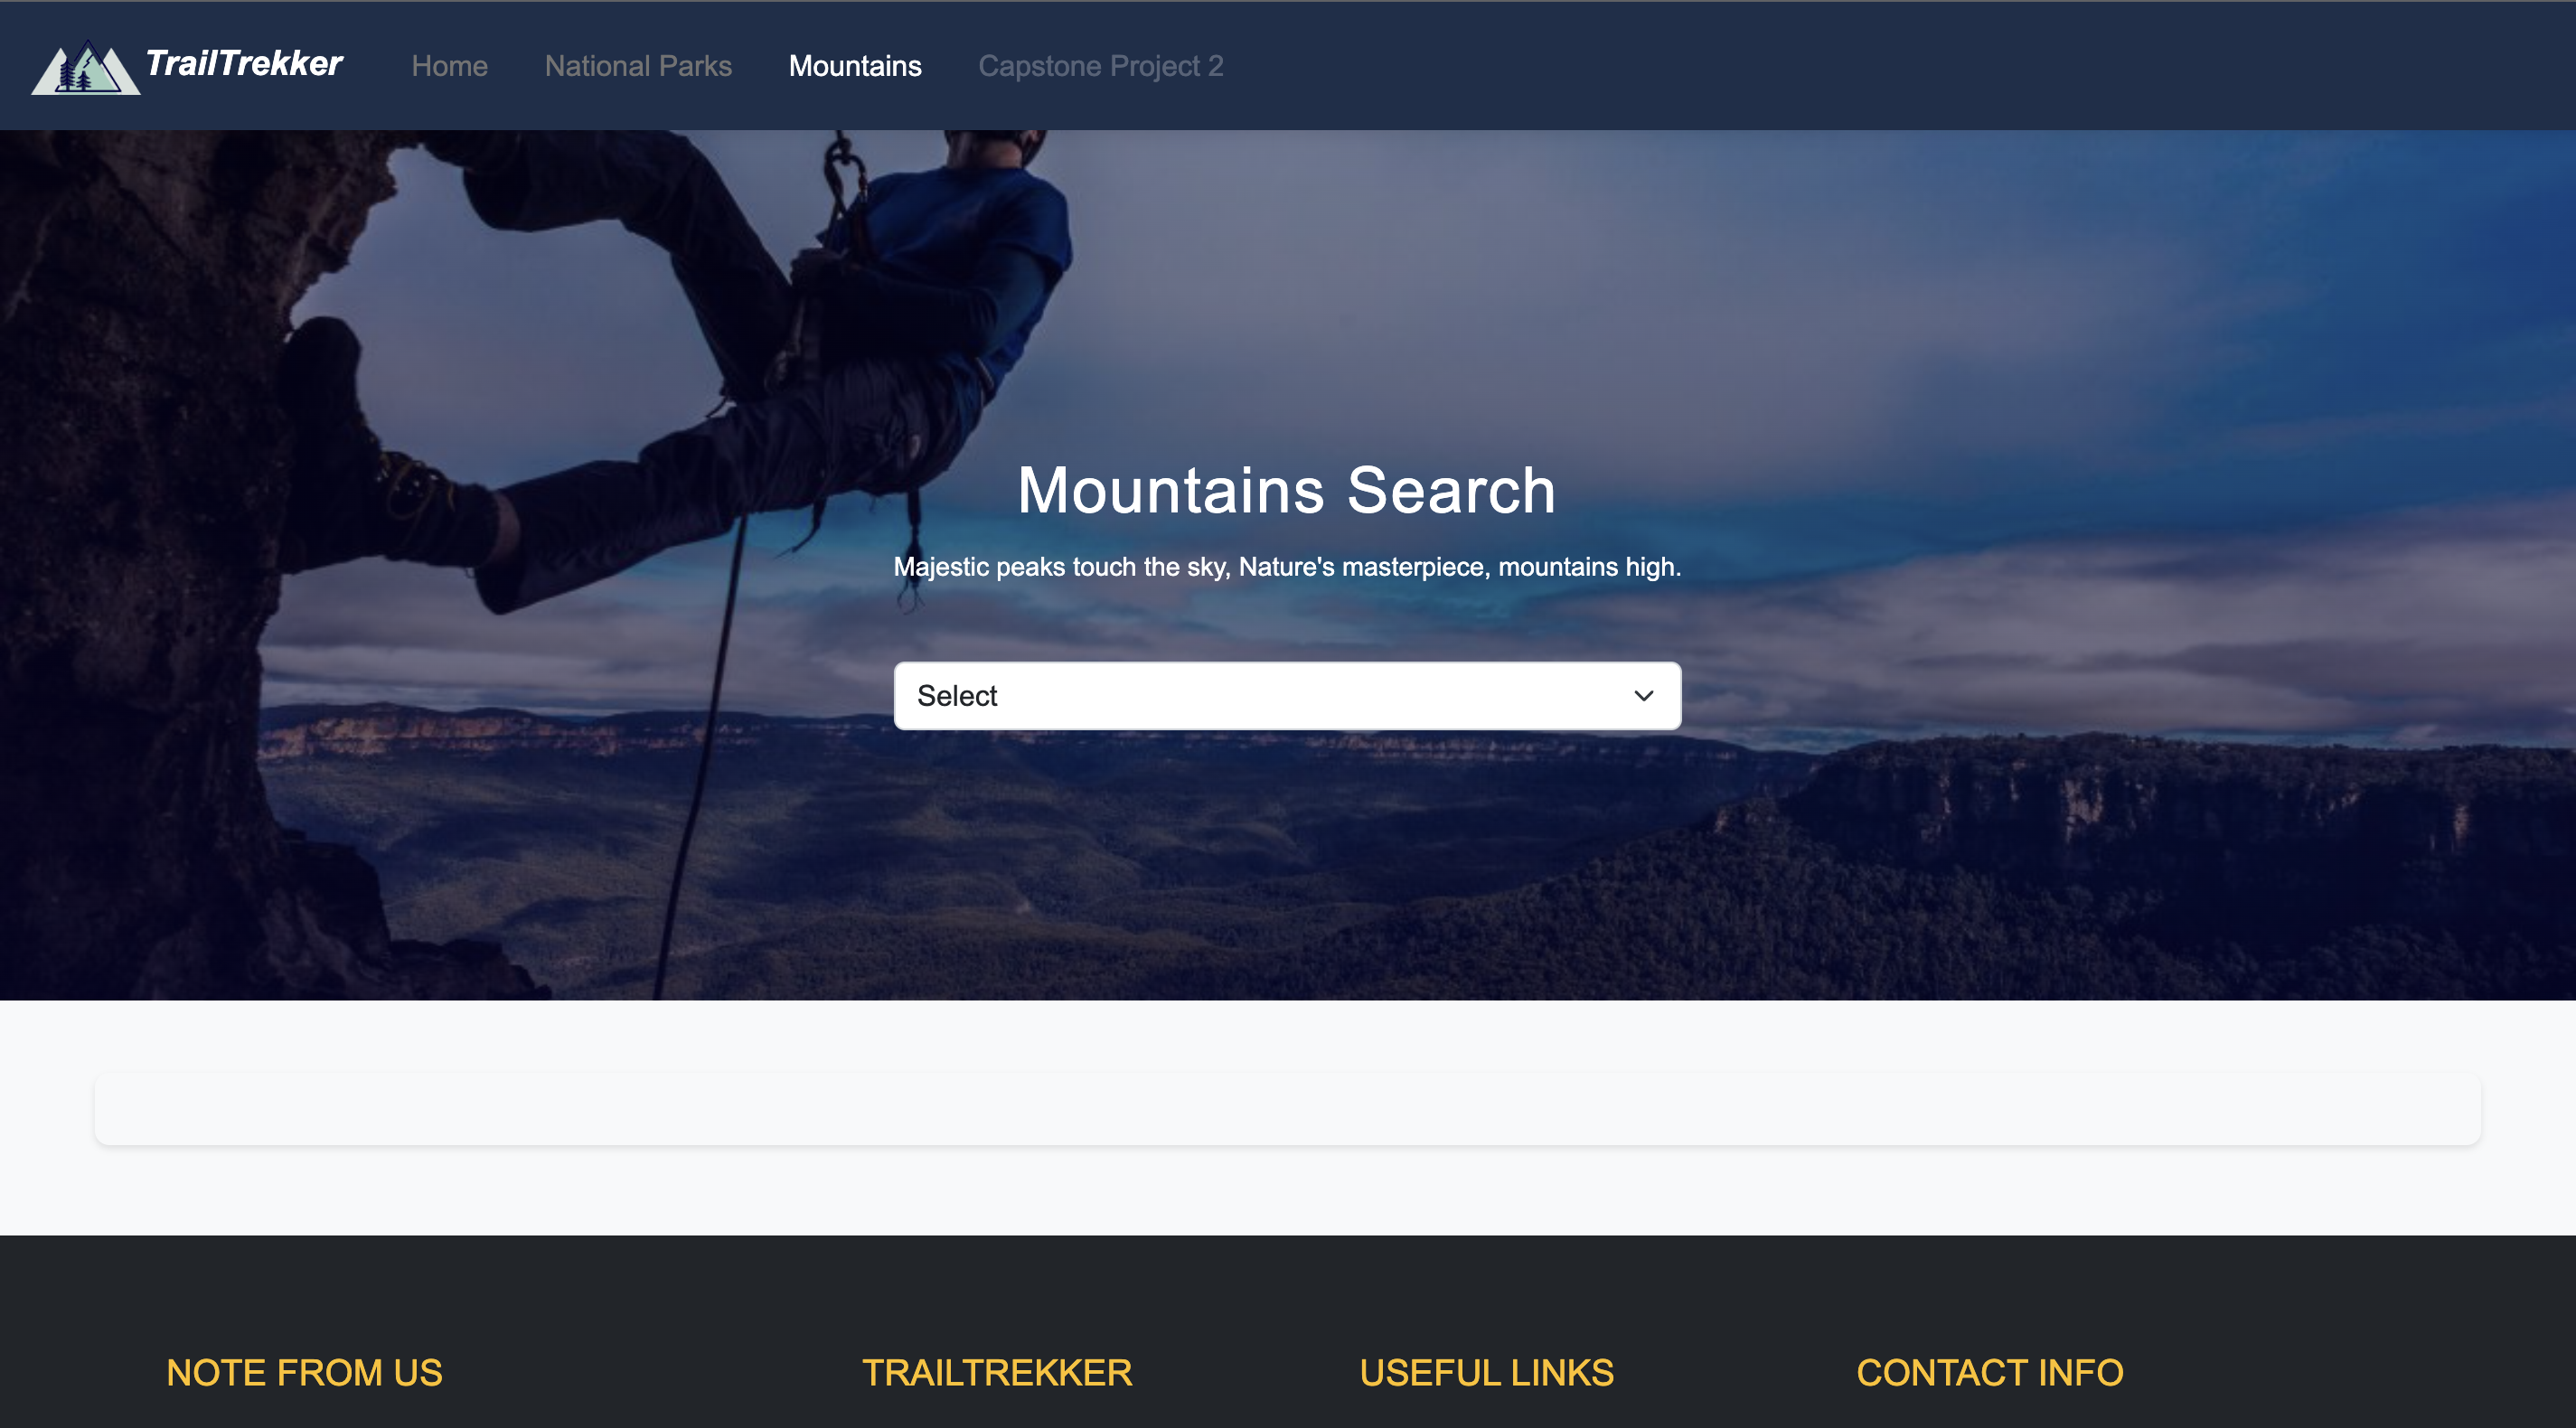 TrailTrekker Home National Parks Mountains Capstone Project 2
Mountains Search
Majestic peaks touch the sky, Nature's masterpiece, mountains high.
Select
NOTE FROM US TRAILTREKKER USEFUL LINKS CONTACT INFO